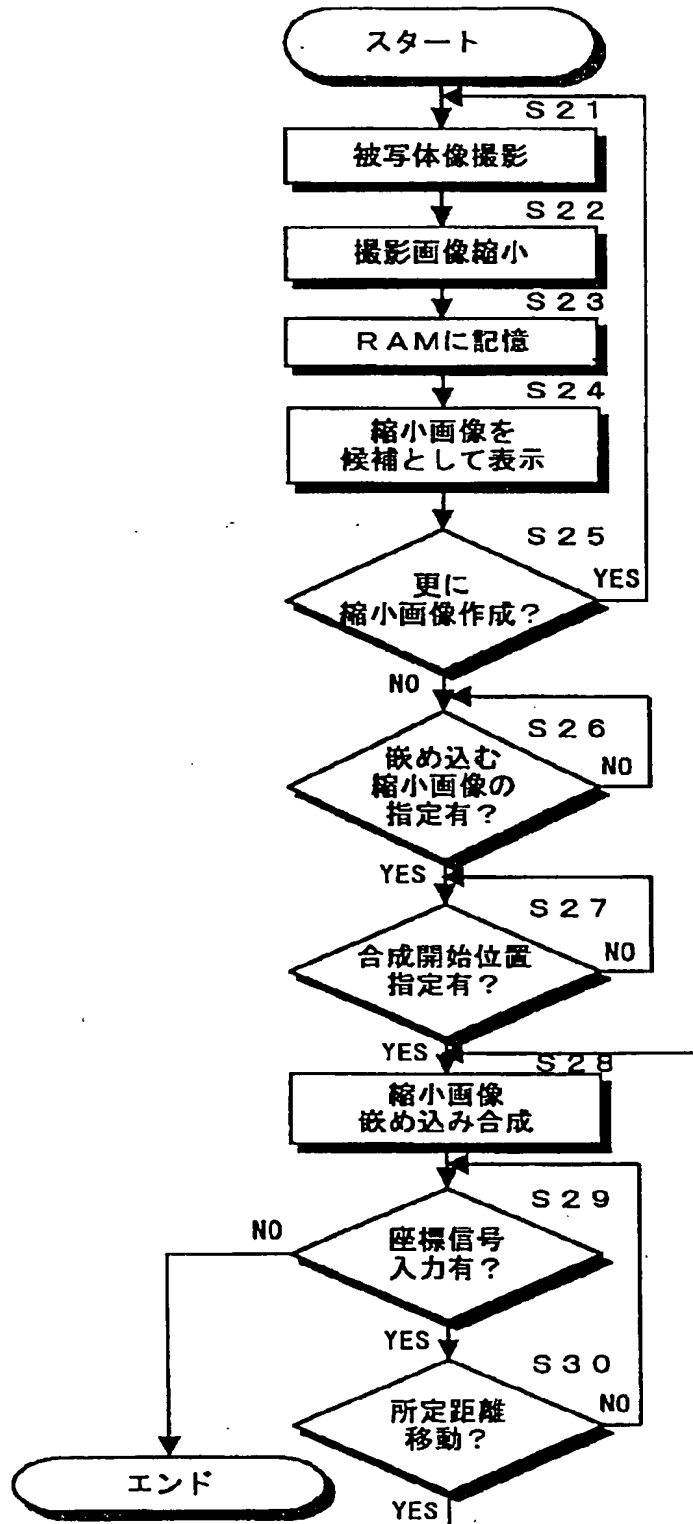 スタート
S21
被写体像撮影
S22
撮影画像縮小
S23
RAMに記憶
S24
縮小画像を
候補として表示
S25
更に
縮小画像作成?
YES
NO
S26
嵌め込む
縮小画像の
指定有?
NO
YES
S27
合成開始位置
指定有?
NO
YES
S28
縮小画像
嵌め込み合成
S29
座標信号
入力有?
NO
YES
S30
所定距離
移動?
NO
YES
エンド